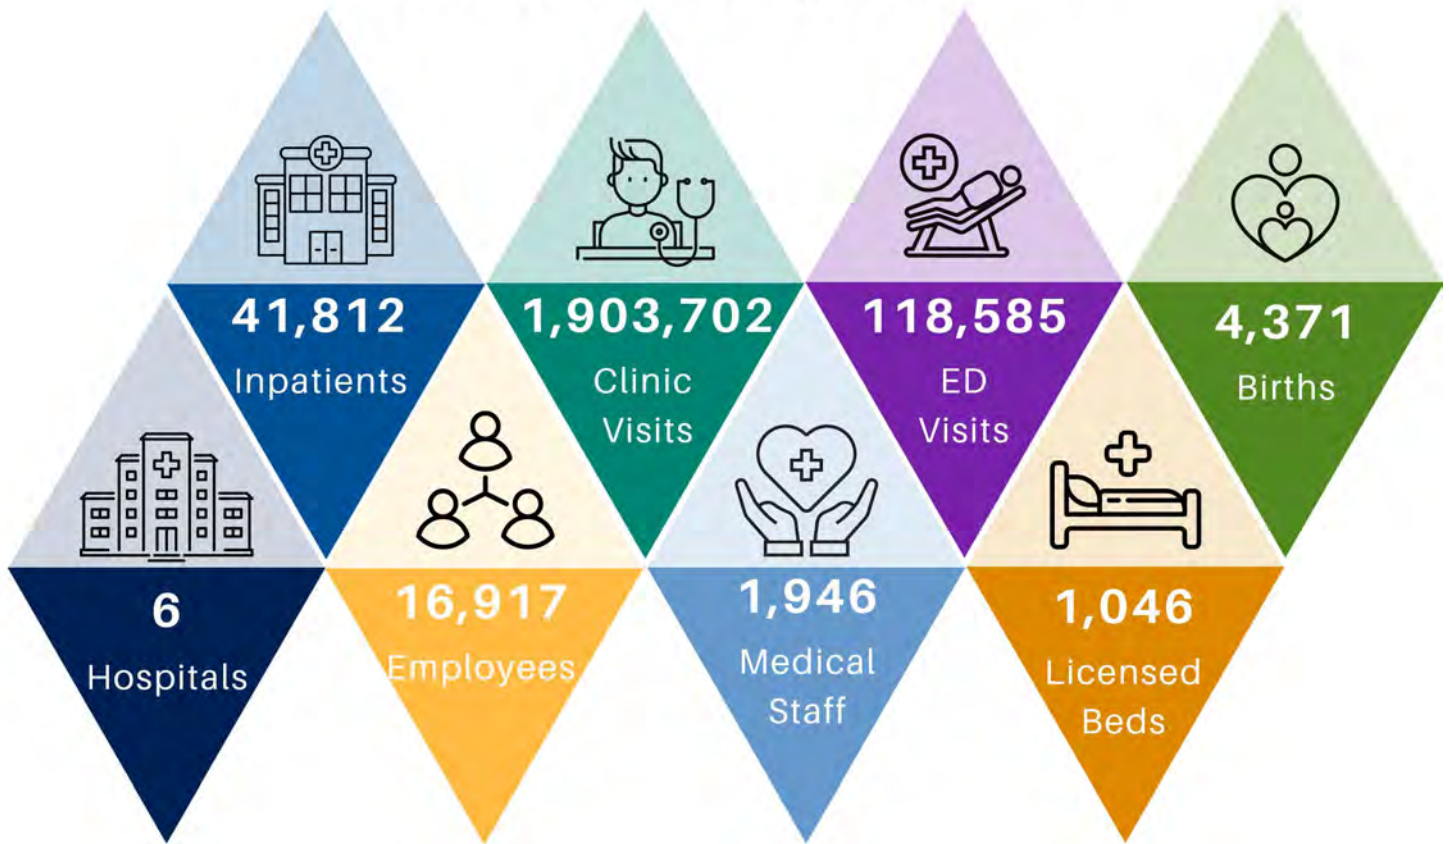 41,812
Inpatients
1,903,702
Clinic
Visits
118,585
ED
Visits
4,371
Births
6
Hospitals
16,917
Employees
1,946
Medical
Staff
1,046
Licensed
Beds